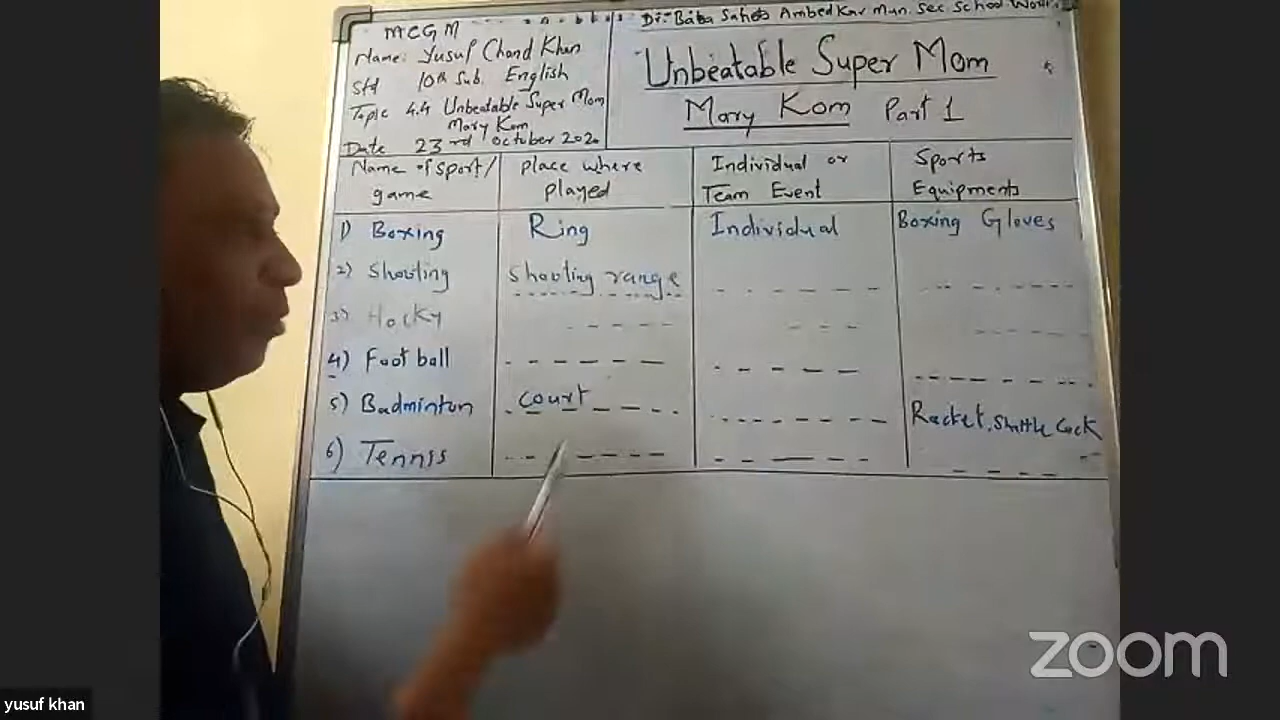 MCGM
Name: Yusuf Chand Khan
Std 10th Sub. English
Topic 4.4 Unbeatable Super Mom
Mary Kom
Date 23rd October 2020
Dr. Baba Saheb Ambedkar Mun. Sec School
Unbeatable Super Mom
Mary Kom Part 1
Name of sport/
game
place where
played
Individual or
Team Event
Sports
Equipments
1) Boxing Ring Individual Boxing Gloves
2) Shooting Shooting range
3) Hocky
4) Foot ball
5) Badminton court Racket, Shuttle Cock
6) Tennis
zoom
yusuf khan